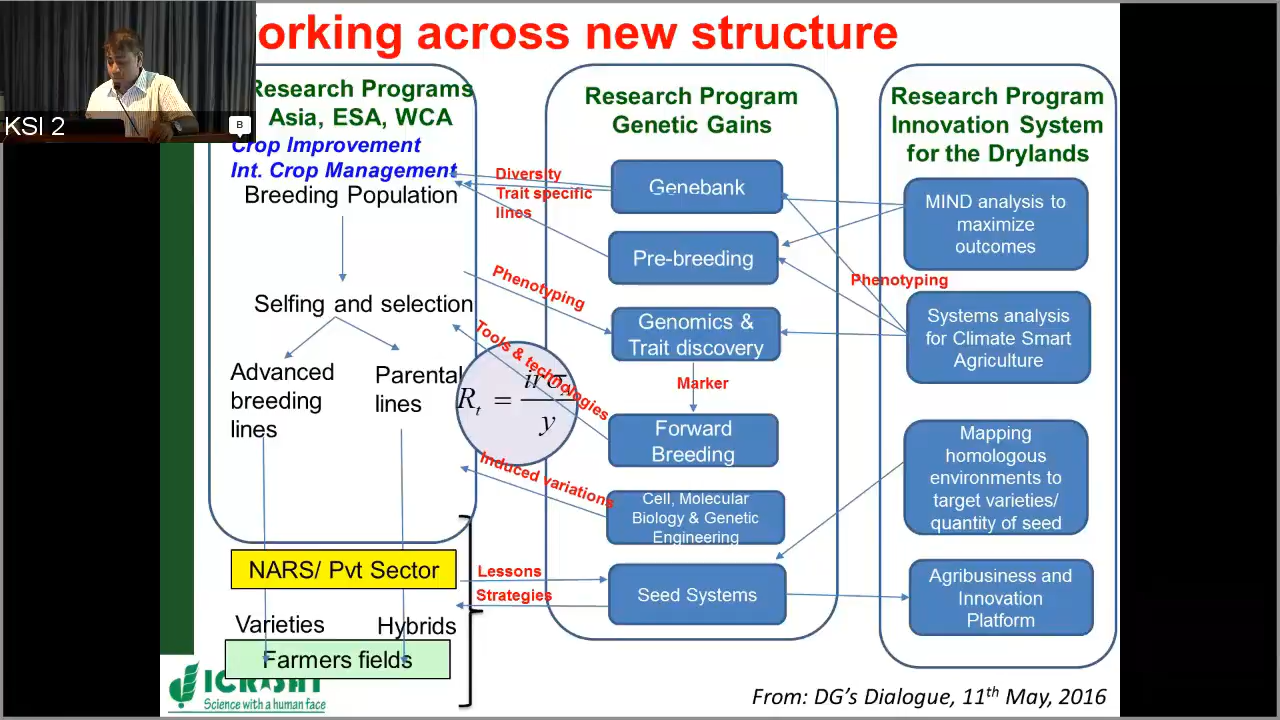 orking across new structure
KSI 2
B
Research Programs
Asia, ESA, WCA
Crop Improvement
Int. Crop Management
Breeding Population
Selfing and selection
Advanced
breeding
lines
Parental
lines
NARS/ Pvt Sector
Varieties
Hybrids
Farmers fields
Diversity
Trait specific
lines
Phenotyping
Tools & technologies
Induced variations
Lessons
Strategies
Research Program
Genetic Gains
Genebank
Pre-breeding
Genomics &
Trait discovery
Marker
Forward
Breeding
Cell, Molecular
Biology & Genetic
Engineering
Seed Systems
Research Program
Innovation System
for the Drylands
MIND analysis to
maximize
outcomes
Phenotyping
Systems analysis
for Climate Smart
Agriculture
Mapping
homologous
environments to
target varieties/
quantity of seed
Agribusiness and
Innovation
Platform
ICRISAT
Science with a human face
From: DG's Dialogue, 11th May, 2016